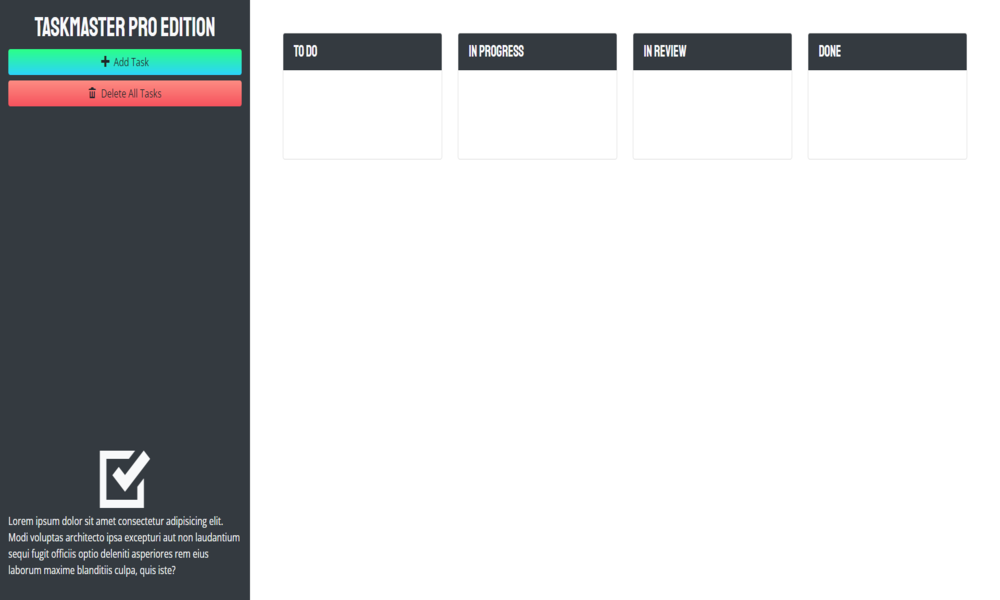 TASKMASTER PRO EDITION
Add Task
Delete All Tasks
TO DO
IN PROGRESS
IN REVIEW
DONE
Lorem ipsum dolor sit amet consectetur adipisicing elit.
Modi voluptas architecto ipsa excepturi aut non laudantium
sequi fugit officiis optio deleniti asperiores rem eius
laborum maxime blanditiis culpa, quis iste?